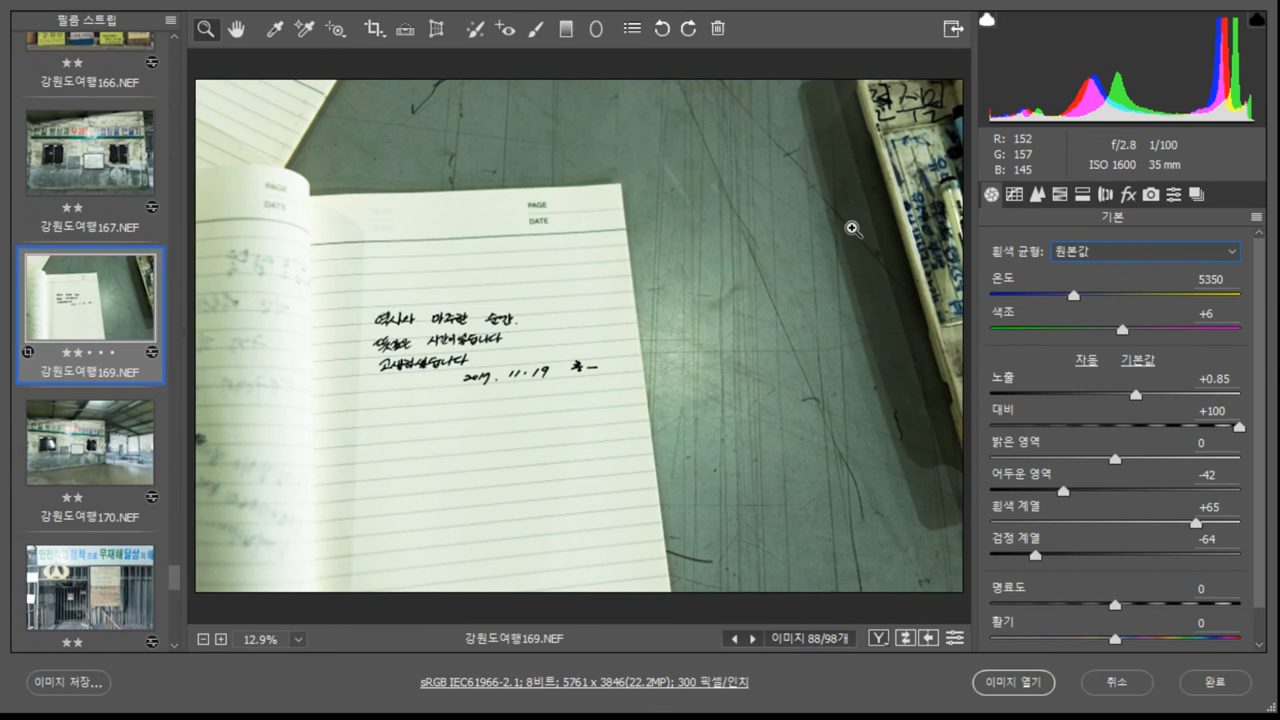 필름 스트립
강원도여행166.NEF
강원도여행167.NEF
강원도여행169.NEF
강원도여행170.NEF
PAGE
DATE
PAGE
DATE
역사와 마주한 순간.
시간이었습니다
고생많았습니다
2017. 11. 19
12.9%
강원도여행169.NEF
이미지 88/98개
Y
R: 152
G: 157
B: 145
f/2.8 1/100
ISO 1600 35 mm
fx
기본
흰색 균형: 원본값
온도 5350
색조 +6
자동 기본값
노출 +0.85
대비 +100
밝은 영역 0
어두운 영역 -42
흰색 계열 +65
검정 계열 -64
명료도 0
활기 0
이미지 저장...
sRGB IEC61966-2.1; 8비트; 5761 x 3846(22.2MP); 300 픽셀/인치
이미지 열기
취소
완료